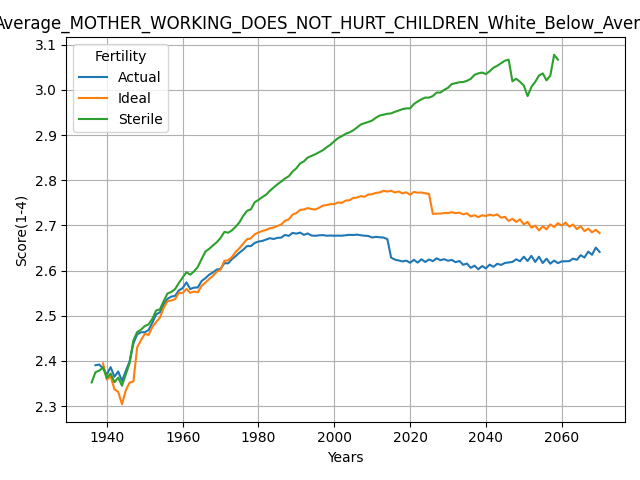 Average_MOTHER_WORKING_DOES_NOT_HURT_CHILDREN_White_Below_Aver
Fertility
Actual
Ideal
Sterile
Score(1-4)
3.1
3.0
2.9
2.8
2.7
2.6
2.5
2.4
2.3
1940 1960 1980 2000 2020 2040 2060
Years